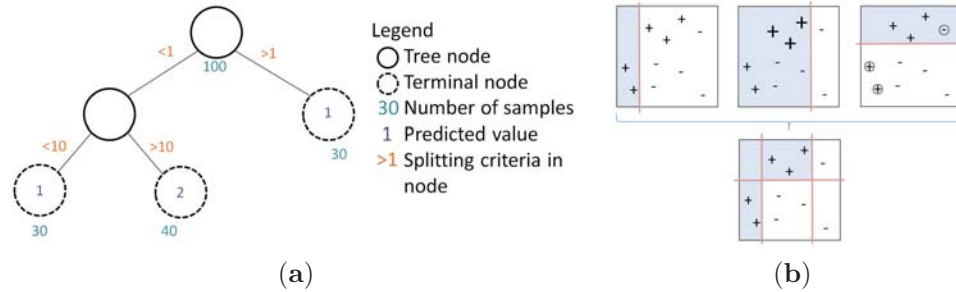 <1
>1
100
1
30
<10
>10
1
2
30
40
Legend
Tree node
Terminal node
30 Number of samples
1 Predicted value
>1 Splitting criteria in
node
(a)
+ + - + + - - + - + - -
+ + - + + - - + - + - -
+ + - + - - + - + - -
+ + - + - + - - + - -
(b)